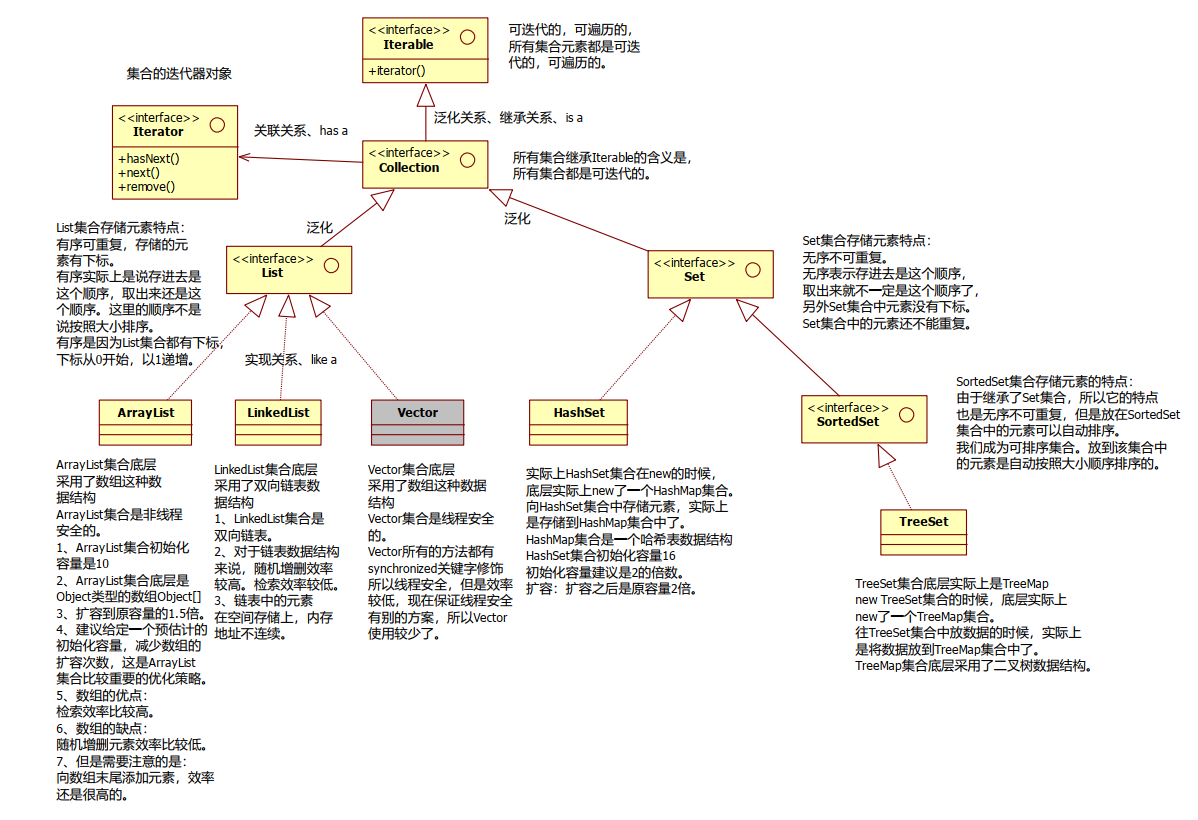 <<interface>>
Iterable
+iterator()
可迭代的，可遍历的，
所有集合元素都是可迭
代的，可遍历的。
集合的迭代器对象
<<interface>>
Iterator
+hasNext()
+next()
+remove()
关联关系、has a
泛化关系、继承关系、is a
<<interface>>
Collection
所有集合继承Iterable的含义是，
所有集合都是可迭代的。
泛化
泛化
List集合存储元素特点：
有序可重复，存储的元
素有下标。
有序实际上是说存进去是
这个顺序，取出来还是这
个顺序。这里的顺序不是
说按照大小排序。
有序是因为List集合都有下标，
下标从0开始，以1递增。
<<interface>>
List
<<interface>>
Set
Set集合存储元素特点：
无序不可重复。
无序表示存进去是这个顺序，
取出来就不一定是这个顺序了，
另外Set集合中元素没有下标。
Set集合中的元素还不能重复。
实现关系、like a
ArrayList
LinkedList
Vector
HashSet
<<interface>>
SortedSet
SortedSet集合存储元素的特点：
由于继承了Set集合，所以它的特点
也是无序不可重复，但是放在SortedSet
集合中的元素可以自动排序。
我们成为可排序集合。放到该集合中
的元素是自动按照大小顺序排序的。
ArrayList集合底层
采用了数组这种数
据结构
ArrayList集合是非线程
安全的。
1、ArrayList集合初始化
容量是10
2、ArrayList集合底层是
Object类型的数组Object[]
3、扩容到原容量的1.5倍。
4、建议给定一个预估计的
初始化容量，减少数组的
扩容次数，这是ArrayList
集合比较重要的优化策略。
5、数组的优点：
检索效率比较高。
6、数组的缺点：
随机增删元素效率比较低。
7、但是需要注意的是：
向数组末尾添加元素，效率
还是很高的。
LinkedList集合底层
采用了双向链表数
据结构
1、LinkedList集合是
双向链表。
2、对于链表数据结构
来说，随机增删效率
较高。检索效率较低。
3、链表中的元素
在空间存储上，内存
地址不连续。
Vector集合底层
采用了数组这种数据
结构
Vector集合是线程安全
的。
Vector所有的方法都有
synchronized关键字修饰
所以线程安全，但是效率
较低，现在保证线程安全
有别的方案，所以Vector
使用较少了。
实际上HashSet集合在new的时候，
底层实际上new了一个HashMap集合。
向HashSet集合中存储元素，实际上
是存储到HashMap集合中了。
HashMap集合是一个哈希表数据结构
HashSet集合初始化容量16
初始化容量建议是2的倍数。
扩容：扩容之后是原容量2倍。
TreeSet
TreeSet集合底层实际上是TreeMap
new TreeSet集合的时候，底层实际上
new了一个TreeMap集合。
往TreeSet集合中放数据的时候，实际上
是将数据放到TreeMap集合中了。
TreeMap集合底层采用了二叉树数据结构。